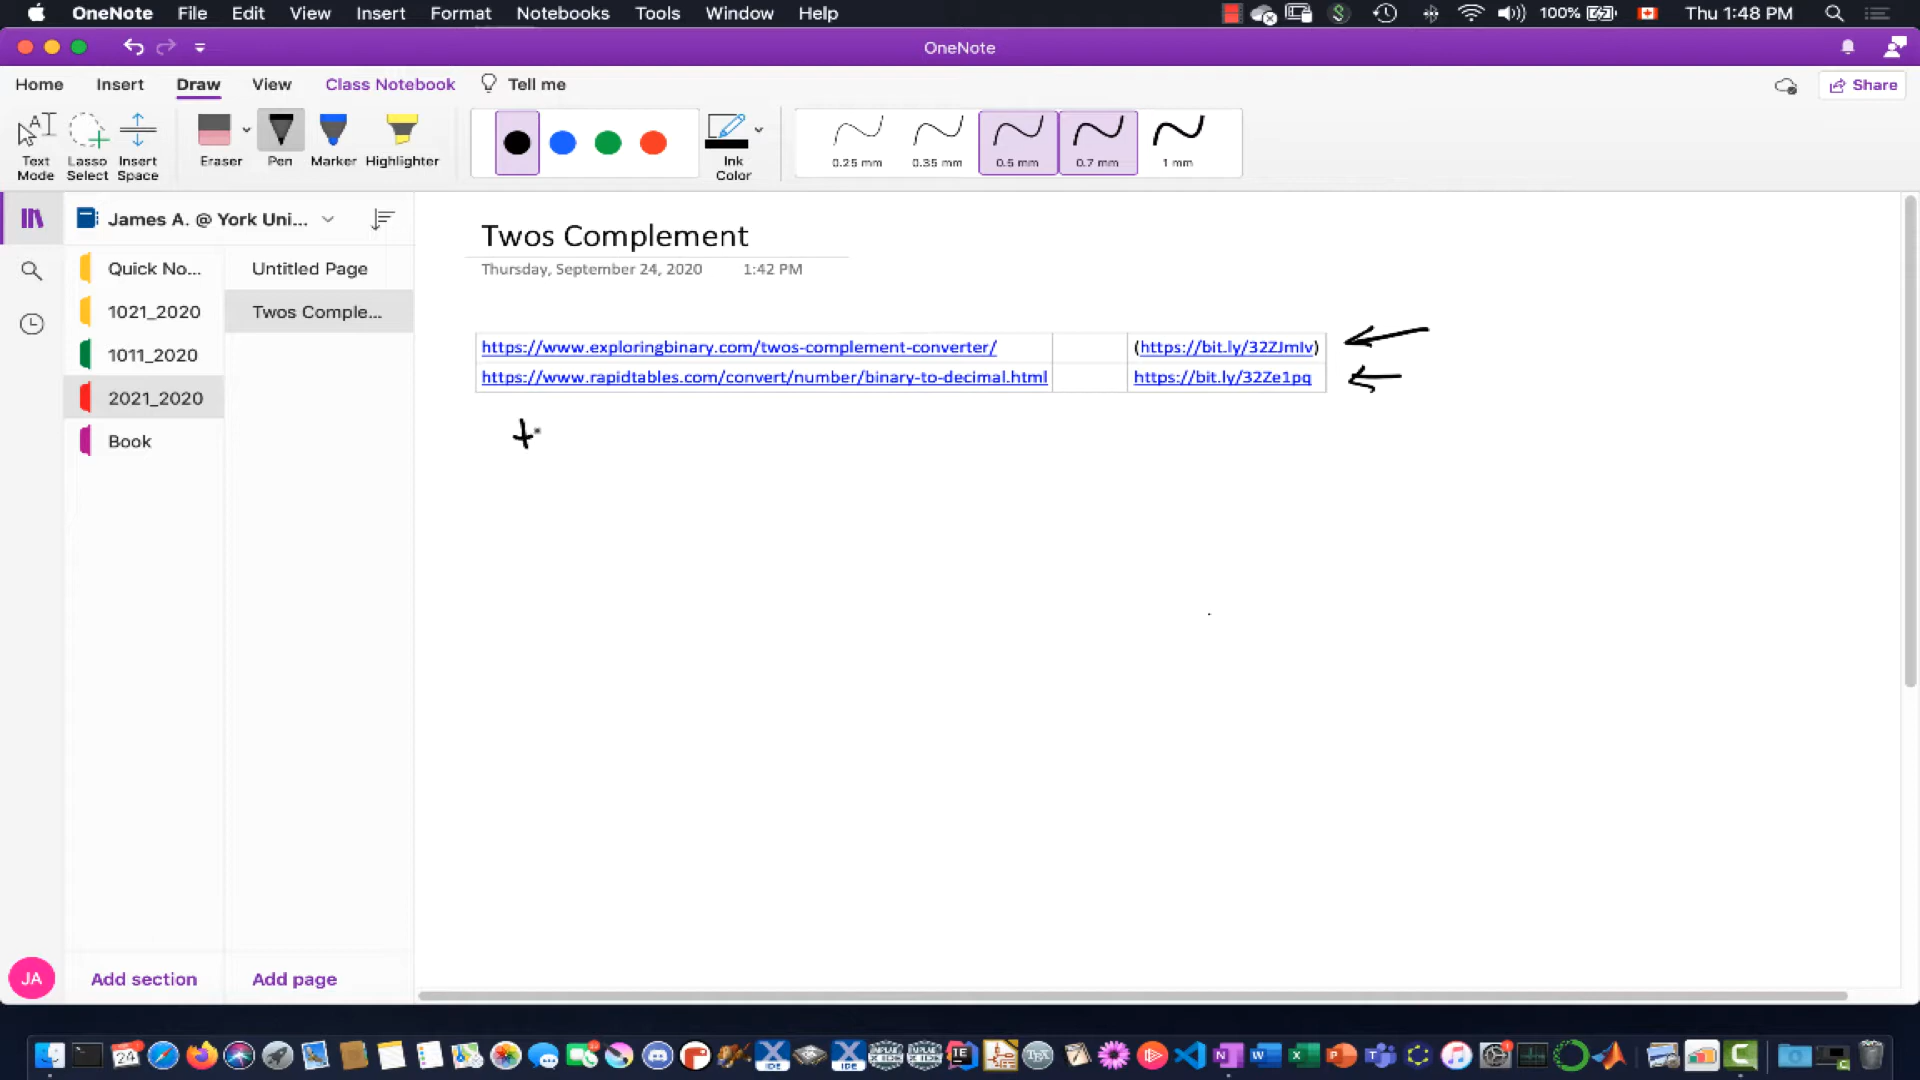 OneNote File Edit View Insert Format Notebooks Tools Window Help 100% Thu 1:48 PM
OneNote
Home Insert Draw View Class Notebook Tell me Share
Text Mode Lasso Select Insert Space Eraser Pen Marker Highlighter Ink Color 0.25 mm 0.35 mm 0.5 mm 0.7 mm 1 mm
James A. @ York Uni...
Quick No...
1021_2020
1011_2020
2021_2020
Book
Untitled Page
Twos Comple...
Twos Complement
Thursday, September 24, 2020 1:42 PM
https://www.exploringbinary.com/twos-complement-converter/ (https://bit.ly/32ZJmIv)
https://www.rapidtables.com/convert/number/binary-to-decimal.html https://bit.ly/32Ze1pq
+
JA Add section Add page